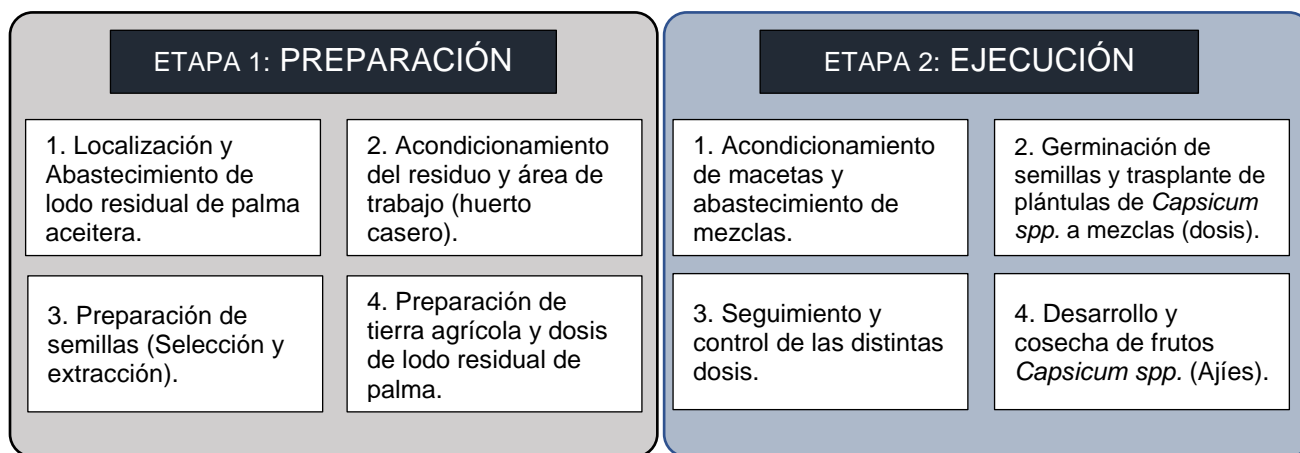 ETAPA 1: PREPARACIÓN
1. Localización y
Abastecimiento de
lodo residual de palma
aceitera.
2. Acondicionamiento
del residuo y área de
trabajo (huerto
casero).
3. Preparación de
semillas (Selección y
extracción).
4. Preparación de
tierra agrícola y dosis
de lodo residual de
palma.
ETAPA 2: EJECUCIÓN
1. Acondicionamiento
de macetas y
abastecimiento de
mezclas.
2. Germinación de
semillas y trasplante de
plántulas de Capsicum
spp. a mezclas (dosis).
3. Seguimiento y
control de las distintas
dosis.
4. Desarrollo y
cosecha de frutos
Capsicum spp. (Ajíes).